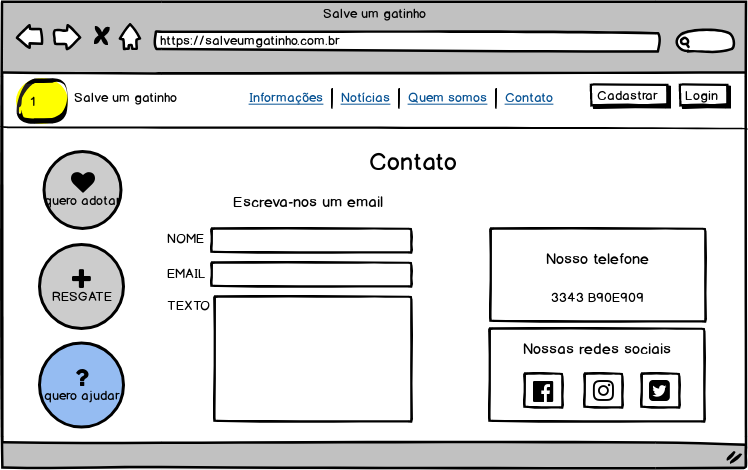 Salve um gatinho
https://salveumgatinho.com.br
1
Salve um gatinho
Informações
Notícias
Quem somos
Contato
Cadastrar
Login
quero adotar
RESGATE
?
quero ajudar
Contato
Escreva-nos um email
NOME
EMAIL
TEXTO
Nosso telefone
3343 B90E909
Nossas redes sociais